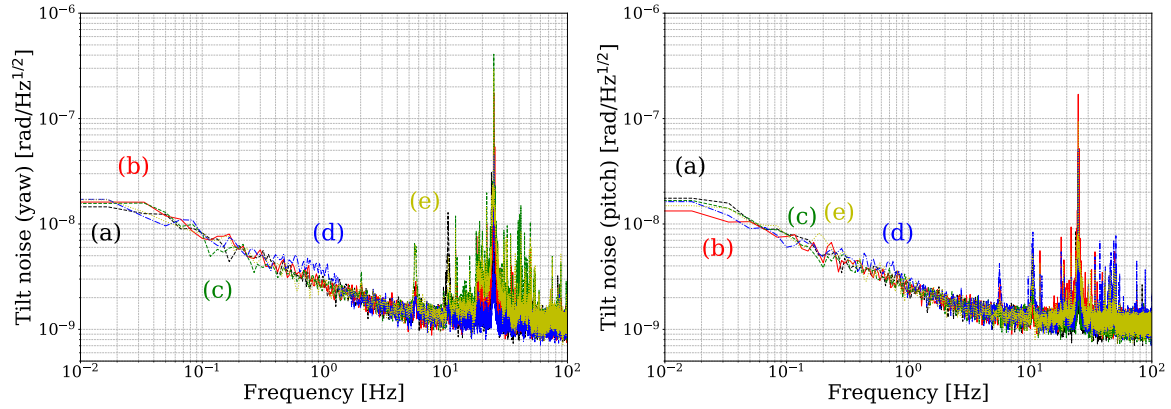 Tilt noise (yaw) [rad/Hz^{1/2}]
10^{-6}
10^{-7}
10^{-8}
10^{-9}
(b)
(a)
(c)
(d)
(e)
10^{-2} 10^{-1} 10^{0} 10^{1} 10^{2}
Frequency [Hz]
Tilt noise (pitch) [rad/Hz^{1/2}]
10^{-6}
10^{-7}
10^{-8}
10^{-9}
(a)
(b)
(c)
(e)
(d)
10^{-2} 10^{-1} 10^{0} 10^{1} 10^{2}
Frequency [Hz]